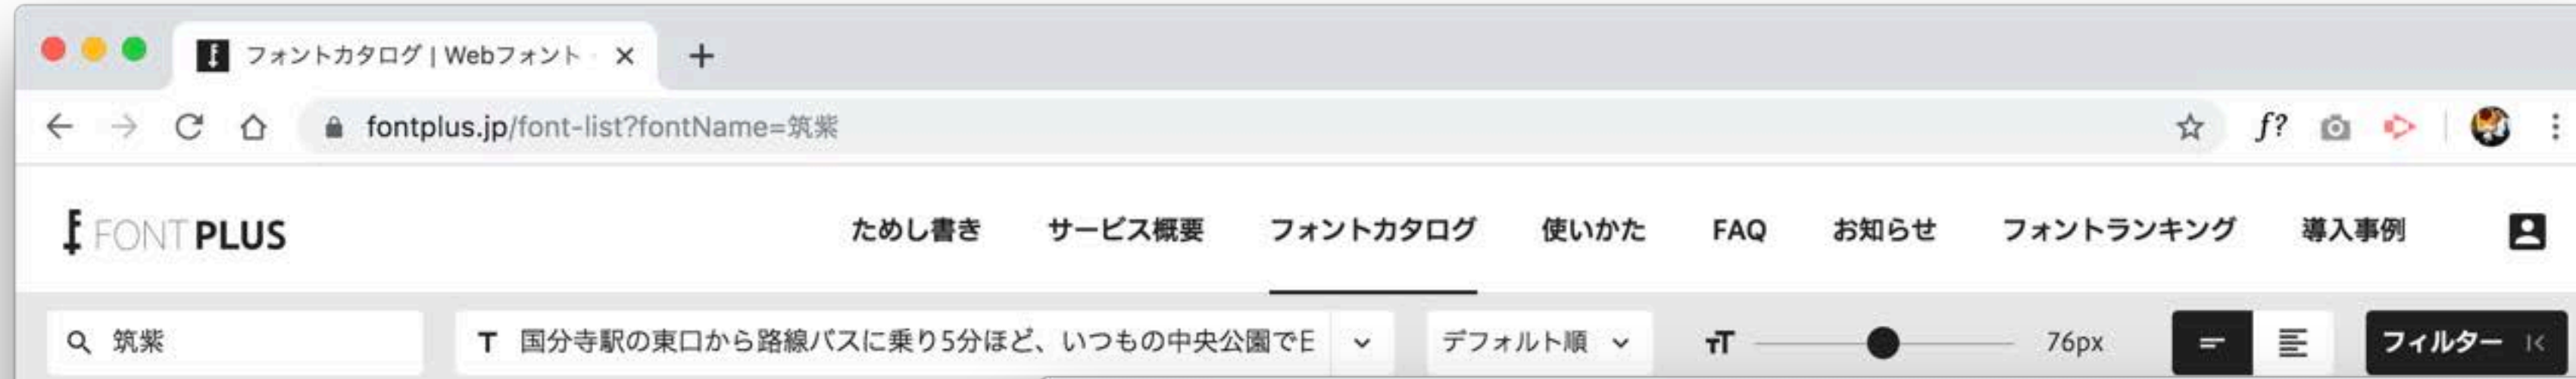 フォントカタログ | Webフォント
fontplus.jp/font-list?fontName=筑紫
f?
FONTPLUS ためし書き サービス概要 フォントカタログ 使いかた FAQ お知らせ フォントランキング 導入事例
筑紫 T 国分寺駅の東口から路線バスに乗り5分ほど、いつもの中央公園で デフォルト順 TT 76px フィルター